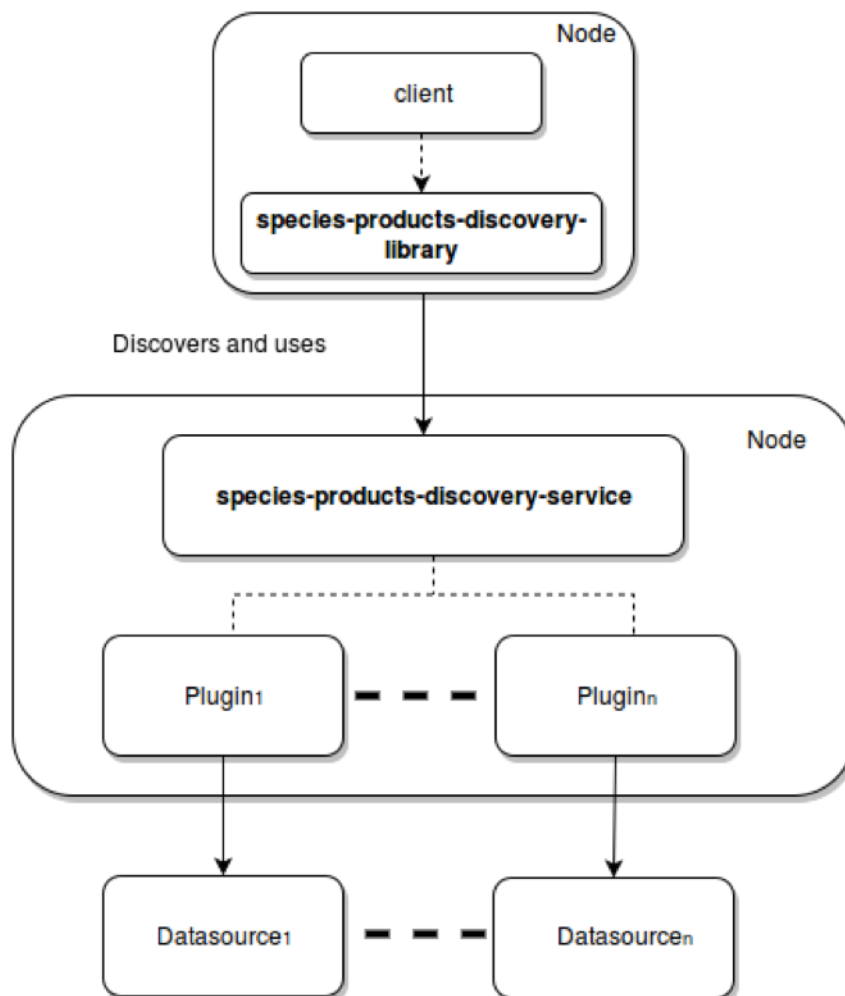 Node
client
species-products-discovery-
library
Discovers and uses
Node
species-products-discovery-service
Plugin1
Pluginn
Datasource1
Datasourcen